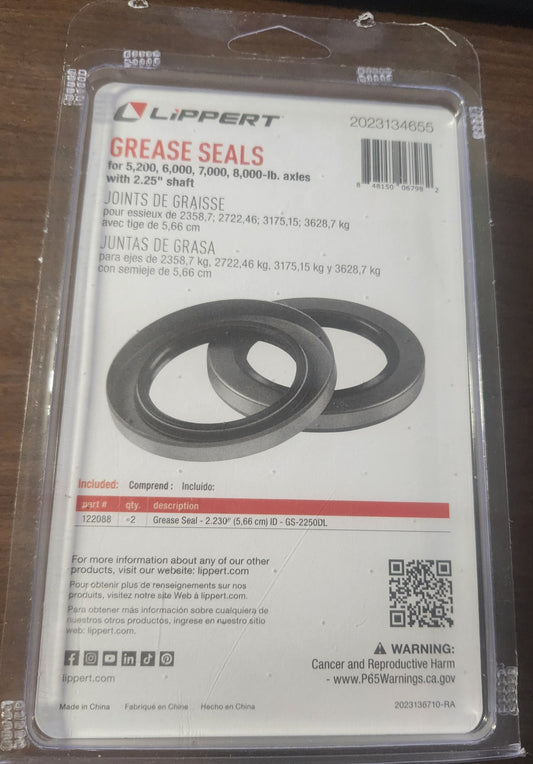 LiPPERT
2023134655
GREASE SEALS
for 5,200, 6,000, 7,000, 8,000-lb. axles
with 2.25" shaft
8 48150 06798 2
JOINTS DE GRAISSE
pour essieux de 2358,7; 2722,46; 3175,15; 3628,7 kg
avec tige de 5,66 cm
JUNTAS DE GRASA
para ejes de 2358,7 kg, 2722,46 kg, 3175,15 kg y 3628,7 kg
con semieje de 5,66 cm
Included: Comprend : Incluido:
part # qty. description
122088 2 Grease Seal - 2.230" (5,66 cm) ID - GS-2250DL
For more information about any of our other
products, visit our website: lippert.com
Pour obtenir plus de renseignements sur nos
produits, visitez notre site Web à lippert.com.
Para obtener más información sobre cualquiera de
nuestros otros productos, ingrese en nuestro sitio
web: lippert.com.
lippert.com
WARNING:
Cancer and Reproductive Harm
- www.P65Warnings.ca.gov
Made in China Fabriqué en Chine Hecho en China
2023136710-RA